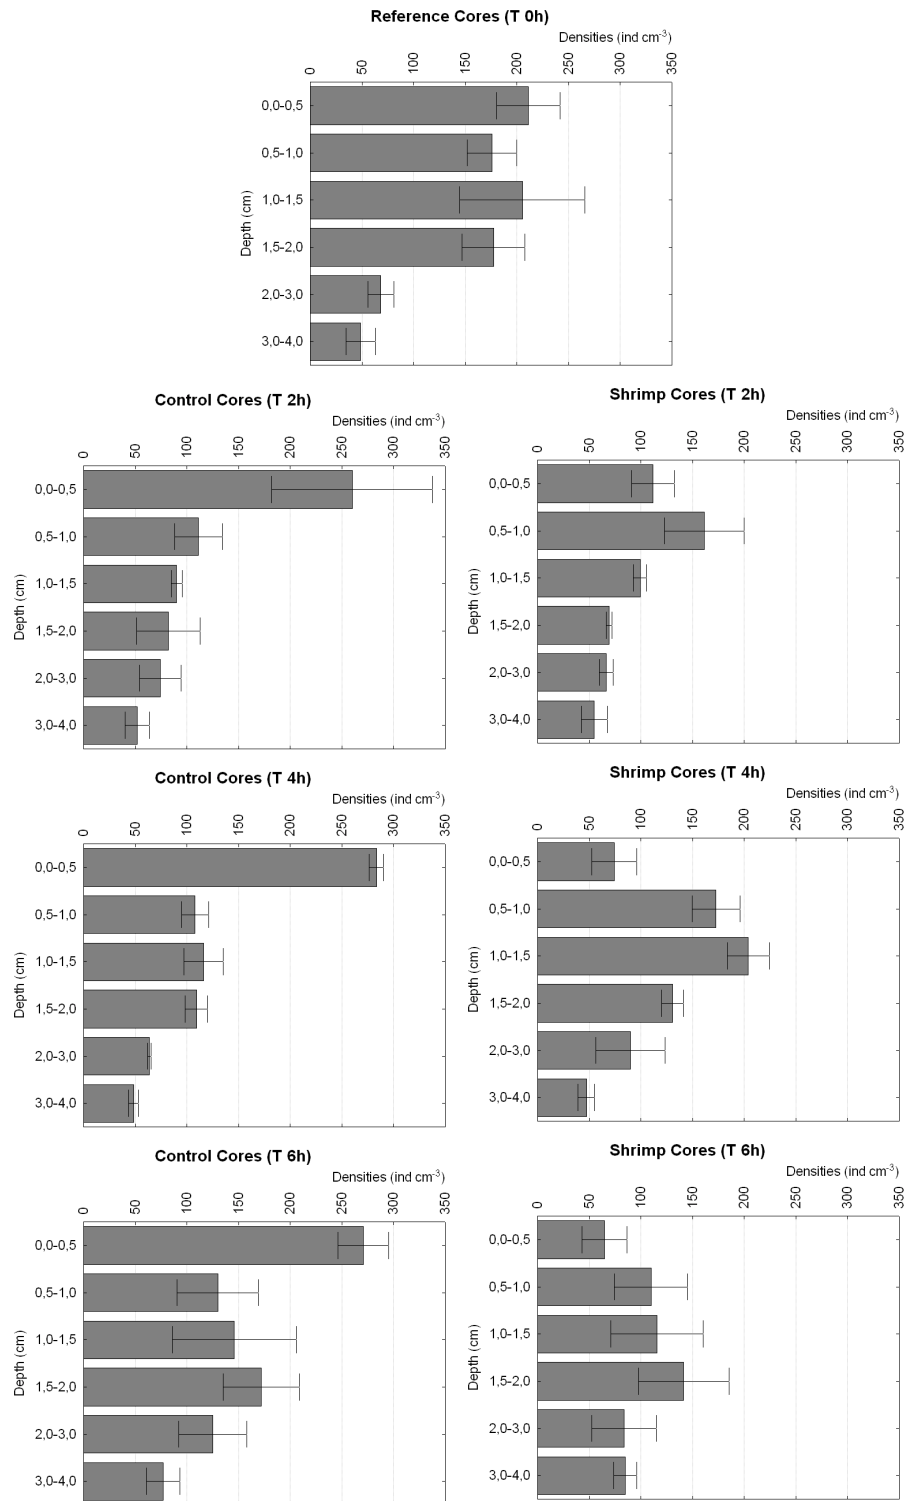 Reference Cores (T 0h)
Densities (ind cm-3)
0 50 100 150 200 250 300 350
Depth (cm)
0,0-0,5
0,5-1,0
1,0-1,5
1,5-2,0
2,0-3,0
3,0-4,0
Control Cores (T 2h)
Densities (ind cm-3)
0 50 100 150 200 250 300 350
Depth (cm)
0,0-0,5
0,5-1,0
1,0-1,5
1,5-2,0
2,0-3,0
3,0-4,0
Shrimp Cores (T 2h)
Densities (ind cm-3)
0 50 100 150 200 250 300 350
Depth (cm)
0,0-0,5
0,5-1,0
1,0-1,5
1,5-2,0
2,0-3,0
3,0-4,0
Control Cores (T 4h)
Densities (ind cm-3)
0 50 100 150 200 250 300 350
Depth (cm)
0,0-0,5
0,5-1,0
1,0-1,5
1,5-2,0
2,0-3,0
3,0-4,0
Shrimp Cores (T 4h)
Densities (ind cm-3)
0 50 100 150 200 250 300 350
Depth (cm)
0,0-0,5
0,5-1,0
1,0-1,5
1,5-2,0
2,0-3,0
3,0-4,0
Control Cores (T 6h)
Densities (ind cm-3)
0 50 100 150 200 250 300 350
Depth (cm)
0,0-0,5
0,5-1,0
1,0-1,5
1,5-2,0
2,0-3,0
3,0-4,0
Shrimp Cores (T 6h)
Densities (ind cm-3)
0 50 100 150 200 250 300 350
Depth (cm)
0,0-0,5
0,5-1,0
1,0-1,5
1,5-2,0
2,0-3,0
3,0-4,0